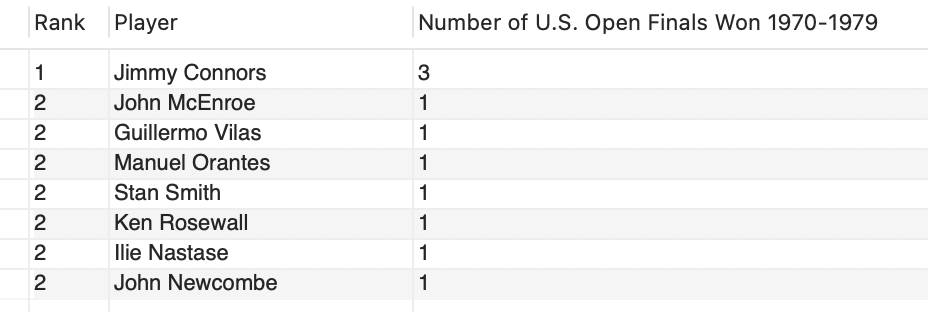 Rank Player Number of U.S. Open Finals Won 1970-1979
1 Jimmy Connors 3
2 John McEnroe 1
2 Guillermo Vilas 1
2 Manuel Orantes 1
2 Stan Smith 1
2 Ken Rosewall 1
2 Ilie Nastase 1
2 John Newcombe 1